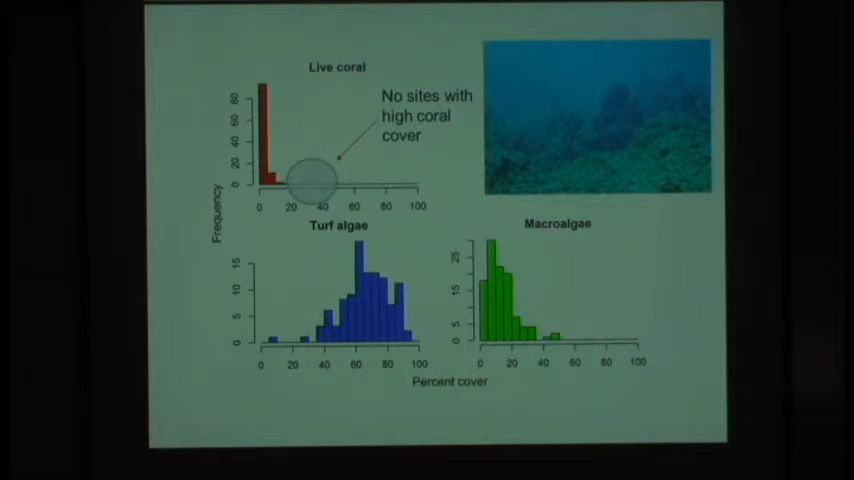 Live coral
No sites with
high coral
cover
80
60
40
20
0
0 20 40 60 80 100
Frequency
Turf algae
15
10
5
0
0 20 40 60 80 100
Macroalgae
25
15
5
0
0 20 40 60 80 100
Percent cover